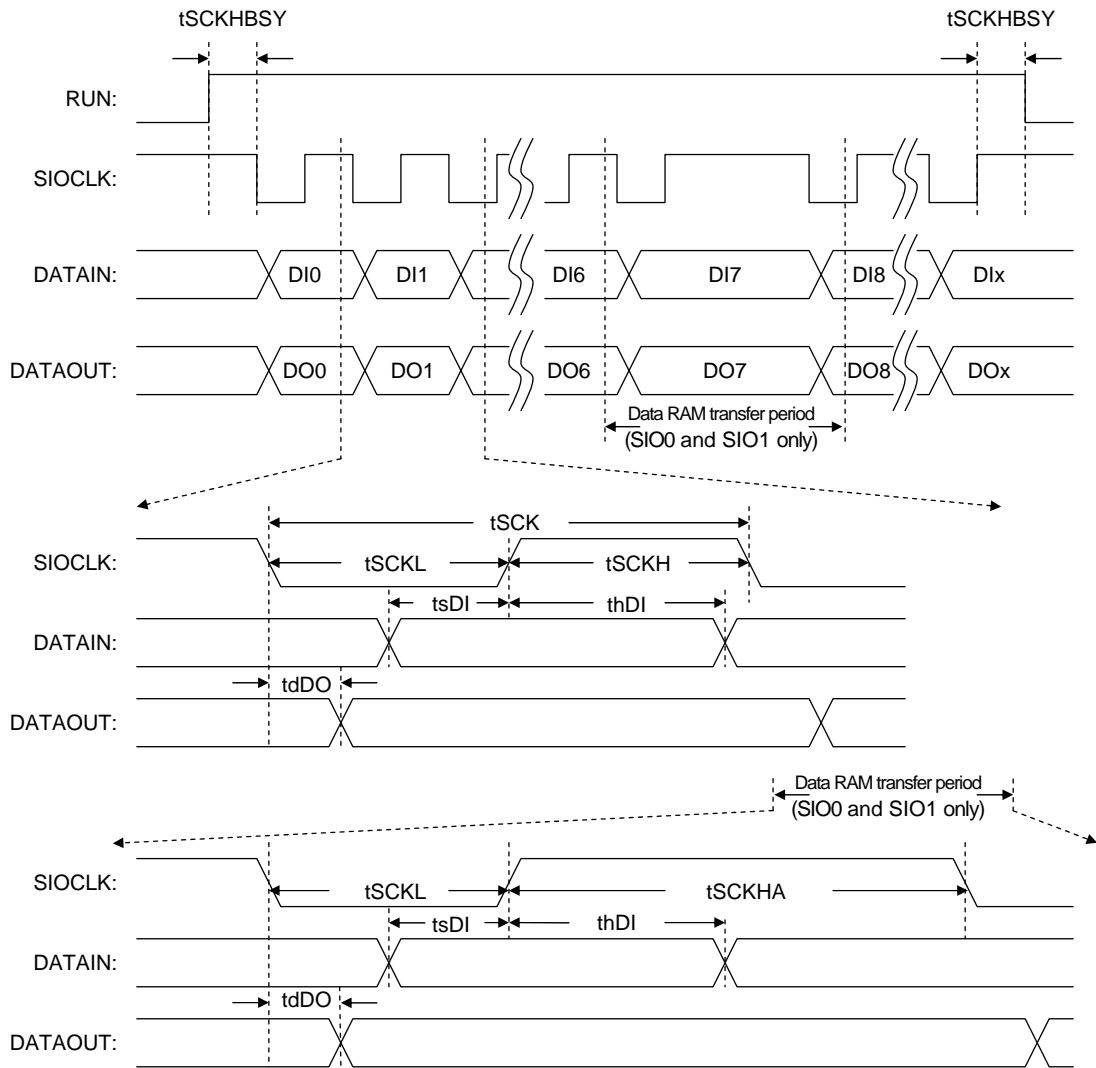 tSCKHBSY tSCKHBSY
RUN:
SIOCLK:
DATAIN: DI0 DI1 DI6 DI7 DI8 DIx
DATAOUT: DO0 DO1 DO6 DO7 DO8 DOx
Data RAM transfer period
(SIO0 and SIO1 only)
tSCK
SIOCLK: tSCKL tSCKH
tsDI thDI
DATAIN:
tdDO
DATAOUT:
Data RAM transfer period
(SIO0 and SIO1 only)
SIOCLK: tSCKL tSCKHA
tsDI thDI
DATAIN:
tdDO
DATAOUT: